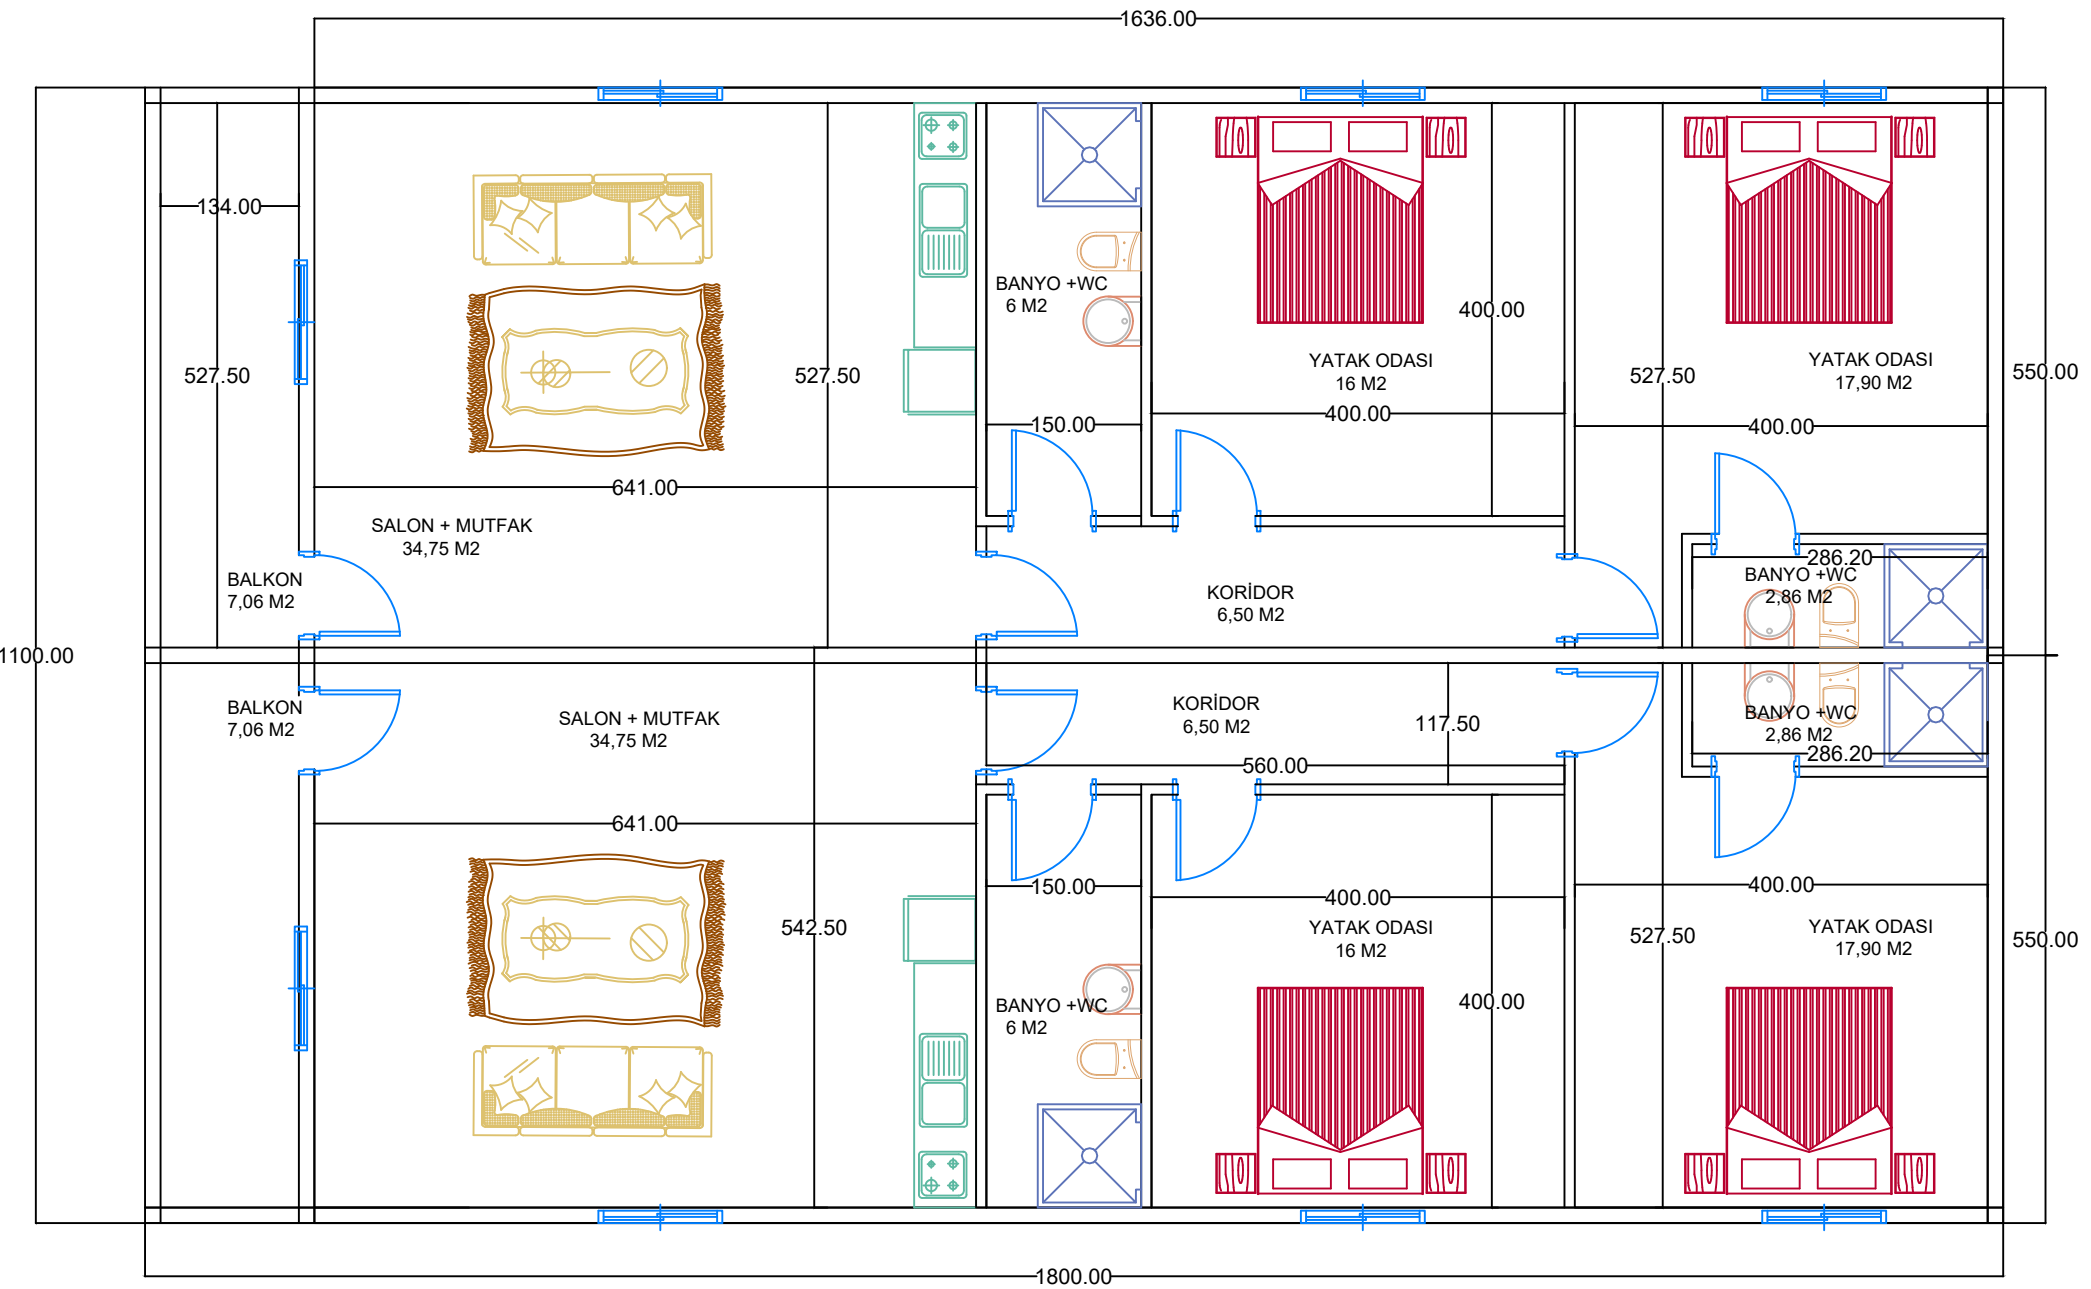 1636.00
134.00
527.50
527.50
641.00
SALON + MUTFAK
34,75 M2
BALKON
7,06 M2
BANYO +WC
6 M2
150.00
400.00
YATAK ODASI
16 M2
400.00
527.50
YATAK ODASI
17,90 M2
400.00
550.00
KORİDOR
6,50 M2
286.20
BANYO +WC
2,86 M2
1100.00
BALKON
7,06 M2
SALON + MUTFAK
34,75 M2
641.00
542.50
KORİDOR
6,50 M2
117.50
560.00
BANYO +WC
2,86 M2
286.20
150.00
BANYO +WC
6 M2
400.00
YATAK ODASI
16 M2
400.00
527.50
400.00
YATAK ODASI
17,90 M2
550.00
1800.00